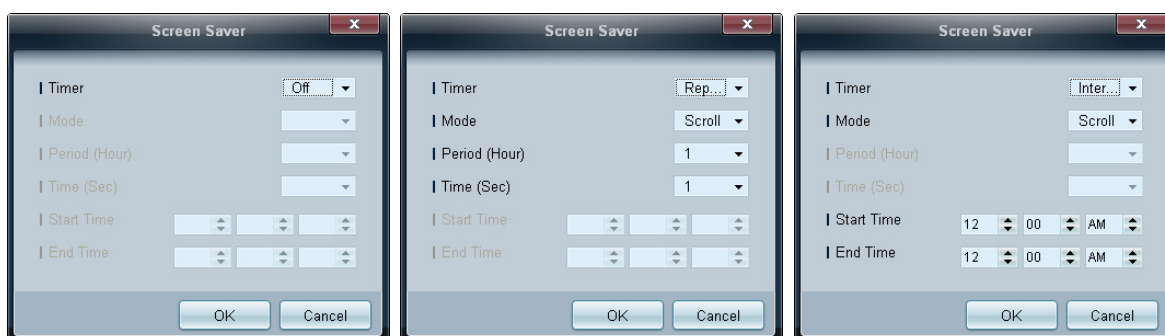 Screen Saver
x
Timer Off
Mode
Period (Hour)
Time (Sec)
Start Time
End Time
OK Cancel
Screen Saver
x
Timer Rep...
Mode Scroll
Period (Hour) 1
Time (Sec) 1
Start Time
End Time
OK Cancel
Screen Saver
x
Timer Inter...
Mode Scroll
Period (Hour)
Time (Sec)
Start Time 12 00 AM
End Time 12 00 AM
OK Cancel